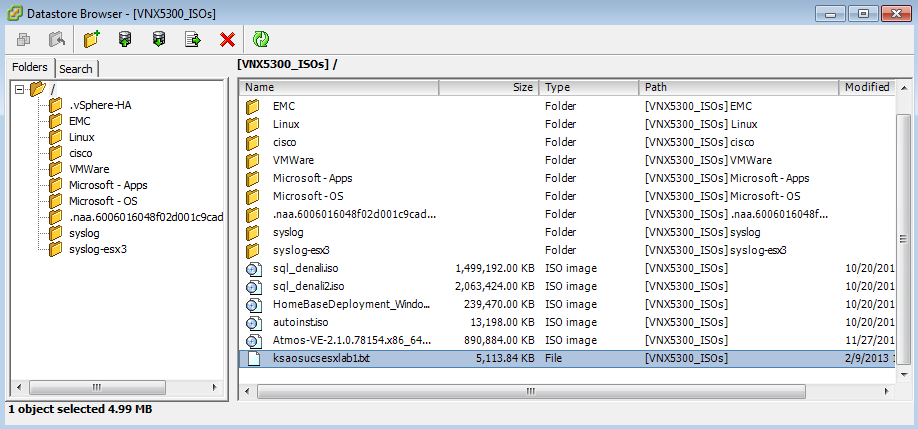 Datastore Browser - [VNX5300_ISOs]
Folders Search
[VNX5300_ISOs] /
/
.vSphere-HA
EMC
Linux
cisco
VMWare
Microsoft - Apps
Microsoft - OS
.naa.6006016048f02d001c9cad
syslog
syslog-esx3
Name Size Type Path Modified
EMC Folder [VNX5300_ISOs] EMC
Linux Folder [VNX5300_ISOs] Linux
cisco Folder [VNX5300_ISOs] cisco
VMWare Folder [VNX5300_ISOs] VMWare
Microsoft - Apps Folder [VNX5300_ISOs] Microsoft - Apps
Microsoft - OS Folder [VNX5300_ISOs] Microsoft - OS
.naa.6006016048f02d001c9cad... Folder [VNX5300_ISOs] .naa.6006016048f02d...
syslog Folder [VNX5300_ISOs] syslog
syslog-esx3 Folder [VNX5300_ISOs] syslog-esx3
sql_denali.iso 1,499,192.00 KB ISO image [VNX5300_ISOs] 10/20/201
sql_denali2.iso 2,063,424.00 KB ISO image [VNX5300_ISOs] 10/20/201
HomeBaseDeployment_Windo... 239,470.00 KB ISO image [VNX5300_ISOs] 10/20/201
autoinst.iso 13,198.00 KB ISO image [VNX5300_ISOs] 10/20/201
Atmos-VE-2.1.0.78154.x86_64... 890,884.00 KB ISO image [VNX5300_ISOs] 11/27/201
ksaosucsesxlab1.txt 5,113.84 KB File [VNX5300_ISOs] 2/9/2013 1
1 object selected 4.99 MB